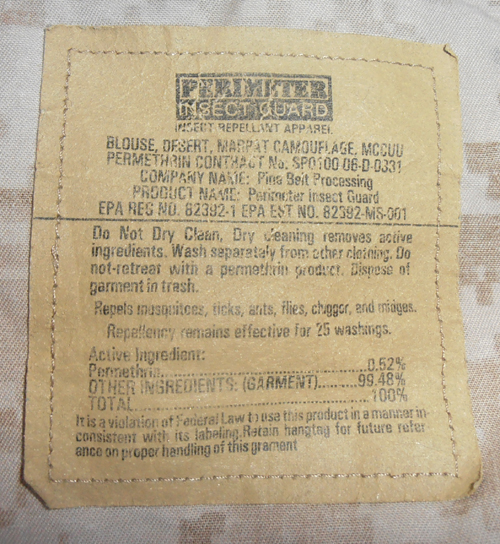 PERIMETER
INSECT GUARD
INSECT REPELLANT APPAREL
BLOUSE, DESERT, MARPAT CAMOUFLAGE, MCCUU
PERMETHRIN CONTRACT No. SPO100-06-D-0331
COMPANY NAME: Pine Belt Processing
PRODUCT NAME: Perimeter Insect Guard
EPA REG NO. 82392-1 EPA EST NO. 82392-MS-001
Do Not Dry Clean, Dry cleaning removes active
ingredients. Wash separately from other clothing. Do
not-retreat with a permethrin product. Dispose of
garment in trash.
Repels mosquitoes, ticks, ants, flies, chigger, and midges.
Repellency remains effective for 25 washings.
Active Ingredient:
Permethrin..............................0.52%
OTHER INGREDIENTS: (GARMENT)..........99.48%
TOTAL...................................100%
It is a violation of Federal Law to use this product in a manner in-
consistent with its labeling.Retain hangtag for future refer
ance on proper handling of this grament